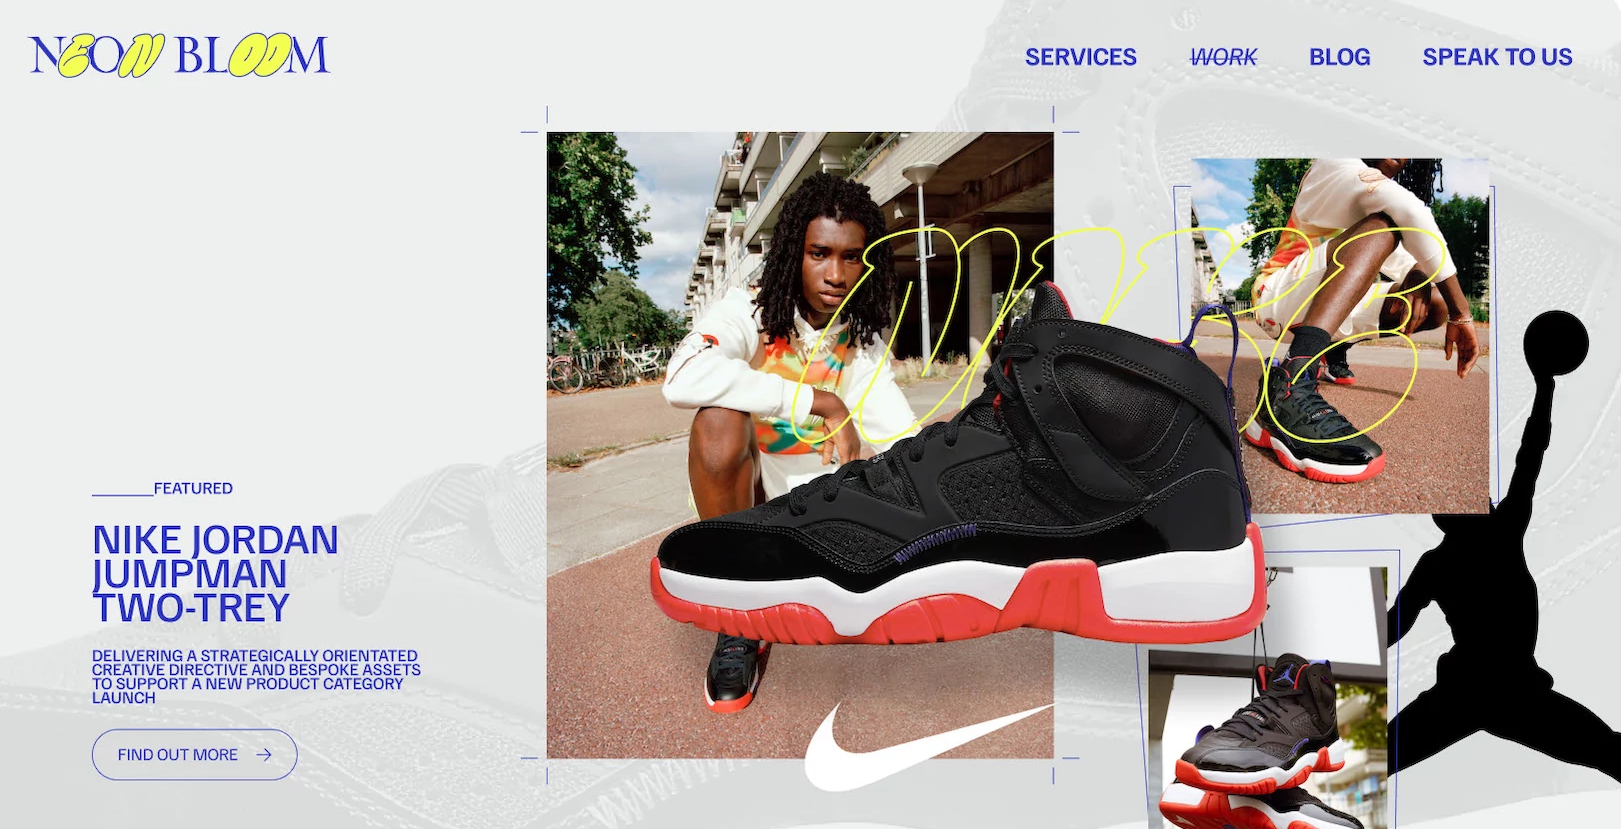 NEON BLOOM
SERVICES
WORK
BLOG
SPEAK TO US
FEATURED
NIKE JORDAN
JUMPMAN
TWO-TREY
DELIVERING A STRATEGICALLY ORIENTATED
CREATIVE DIRECTIVE AND BESPOKE ASSETS
TO SUPPORT A NEW PRODUCT CATEGORY
LAUNCH
FIND OUT MORE →